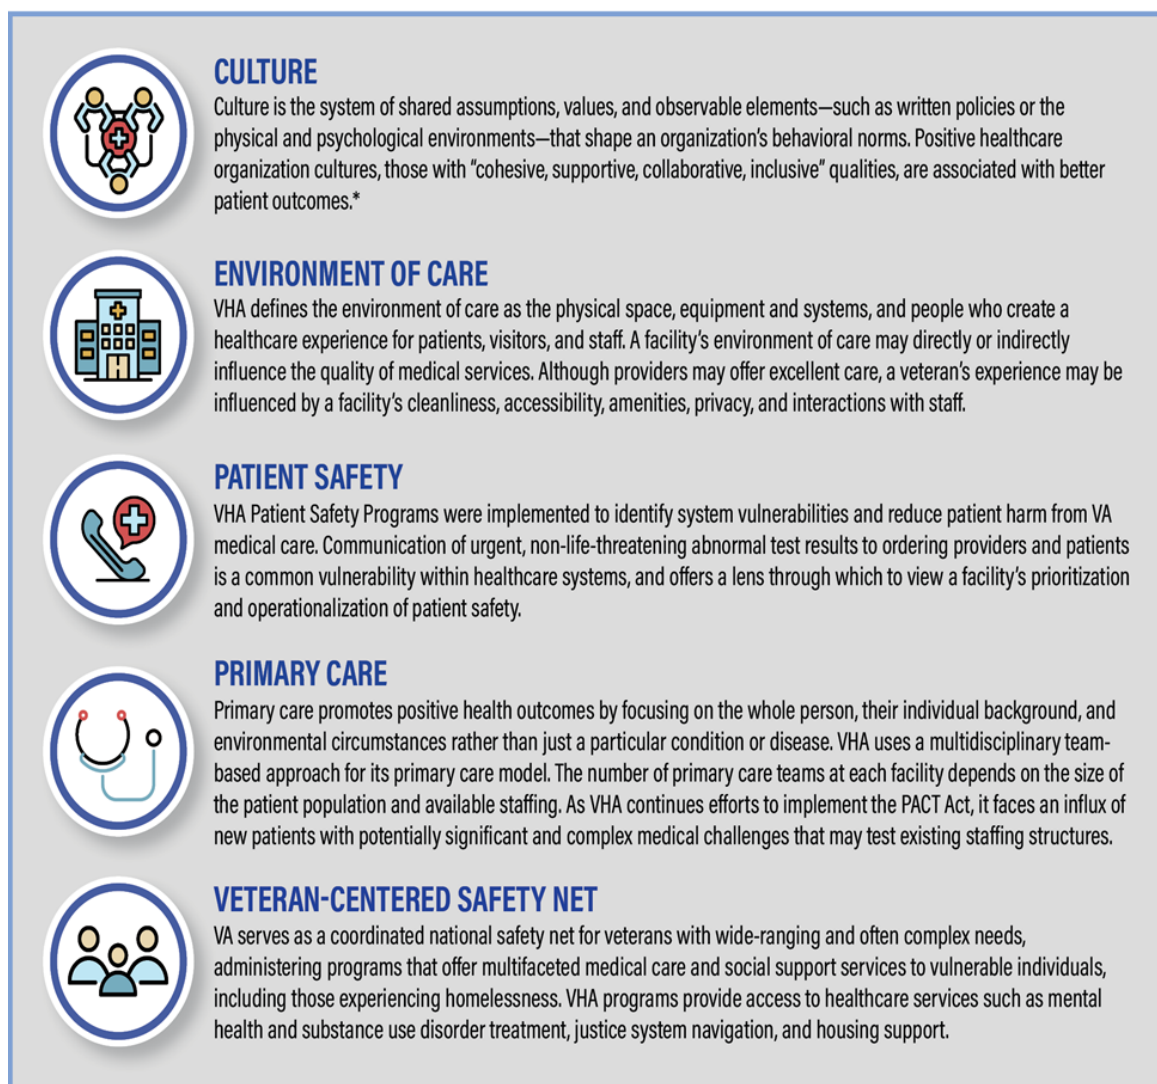 CULTURE
Culture is the system of shared assumptions, values, and observable elements—such as written policies or the
physical and psychological environments—that shape an organization’s behavioral norms. Positive healthcare
organization cultures, those with “cohesive, supportive, collaborative, inclusive” qualities, are associated with better
patient outcomes.*
ENVIRONMENT OF CARE
VHA defines the environment of care as the physical space, equipment and systems, and people who create a
healthcare experience for patients, visitors, and staff. A facility’s environment of care may directly or indirectly
influence the quality of medical services. Although providers may offer excellent care, a veteran’s experience may be
influenced by a facility’s cleanliness, accessibility, amenities, privacy, and interactions with staff.
PATIENT SAFETY
VHA Patient Safety Programs were implemented to identify system vulnerabilities and reduce patient harm from VA
medical care. Communication of urgent, non-life-threatening abnormal test results to ordering providers and patients
is a common vulnerability within healthcare systems, and offers a lens through which to view a facility’s prioritization
and operationalization of patient safety.
PRIMARY CARE
Primary care promotes positive health outcomes by focusing on the whole person, their individual background, and
environmental circumstances rather than just a particular condition or disease. VHA uses a multidisciplinary team-
based approach for its primary care model. The number of primary care teams at each facility depends on the size of
the patient population and available staffing. As VHA continues efforts to implement the PACT Act, it faces an influx of
new patients with potentially significant and complex medical challenges that may test existing staffing structures.
VETERAN-CENTERED SAFETY NET
VA serves as a coordinated national safety net for veterans with wide-ranging and often complex needs,
administering programs that offer multifaceted medical care and social support services to vulnerable individuals,
including those experiencing homelessness. VHA programs provide access to healthcare services such as mental
health and substance use disorder treatment, justice system navigation, and housing support.